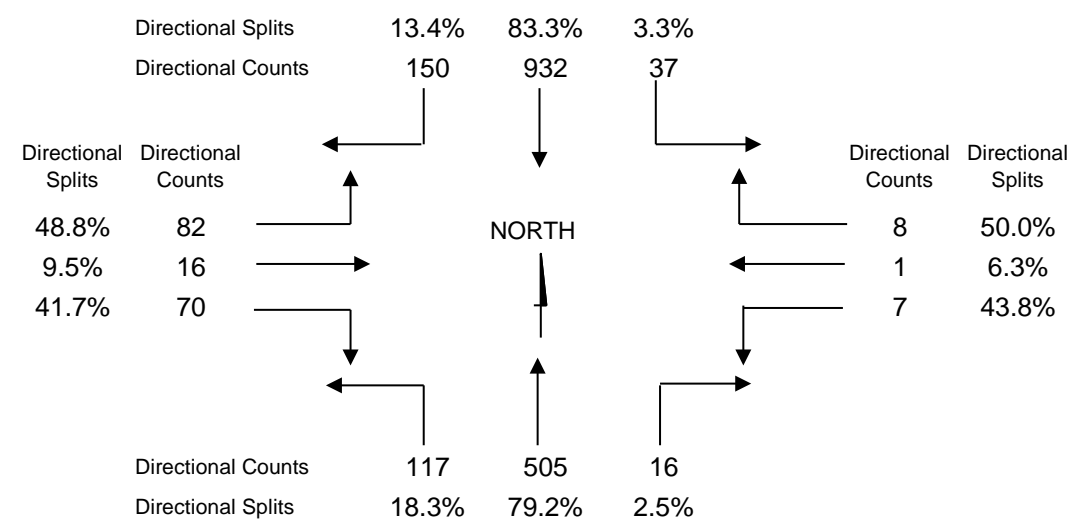 Directional Splits 13.4% 83.3% 3.3%
Directional Counts 150 932 37
Directional Directional
Splits Counts
Directional Directional
Counts Splits
48.8% 82 NORTH 8 50.0%
9.5% 16 1 6.3%
41.7% 70 7 43.8%
Directional Counts 117 505 16
Directional Splits 18.3% 79.2% 2.5%